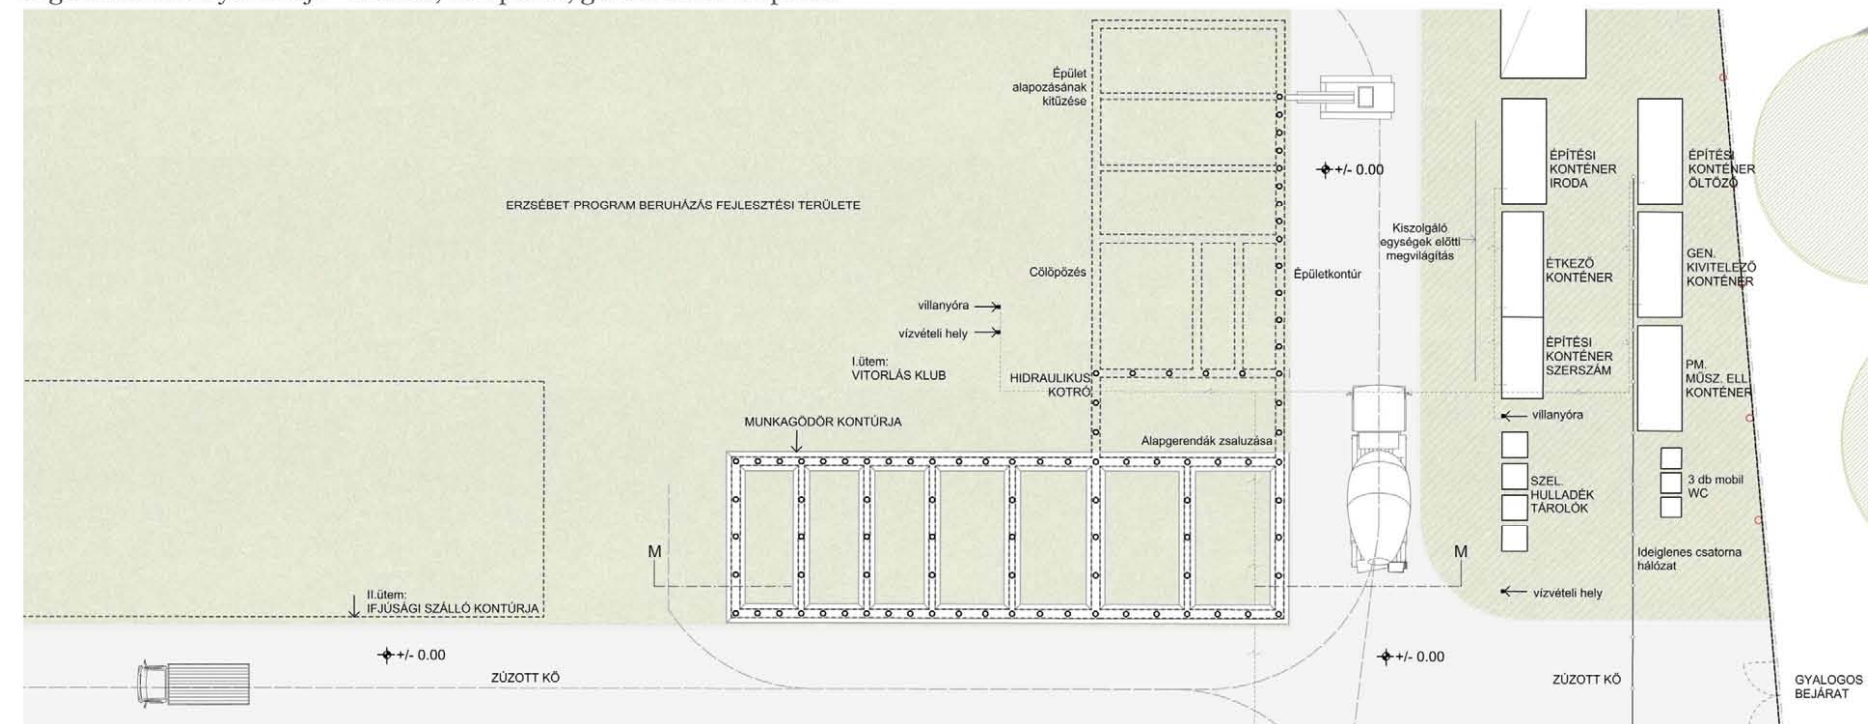 Épület
alapozásának
kitűzése
ÉPÍTÉSI
KONTÉNER
IRODA
ÉPÍTÉSI
KONTÉNER
ÖLTÖZŐ
+/- 0.00
ERZSÉBET PROGRAM BERUHÁZÁS FEJLESZTÉSI TERÜLETE
Kiszolgáló
egységek előtti
megvilágítás
Cölöpözés
Épületkontúr
ÉTKEZŐ
KONTÉNER
GEN.
KIVITELEZŐ
KONTÉNER
villanyóra
vízvételi hely
I.ütem:
VITORLÁS KLUB
HIDRAULIKUS
KOTRÓ
ÉPÍTÉSI
KONTÉNER
SZERSZÁM
PM.
MŰSZ. ELL
KONTÉNER
MUNKAGÖDÖR KONTÚRJA
Alapgerendák zsaluzása
villanyóra
SZEL.
HULLADÉK
TÁROLÓK
3 db mobil
WC
M
M
Ideiglenes csatorna
hálózat
II.ütem:
IFJÚSÁGI SZÁLLÓ KONTÚRJA
vízvételi hely
+/- 0.00
+/- 0.00
ZÚZOTT KŐ
ZÚZOTT KŐ
GYALOGOS
BEJÁRAT